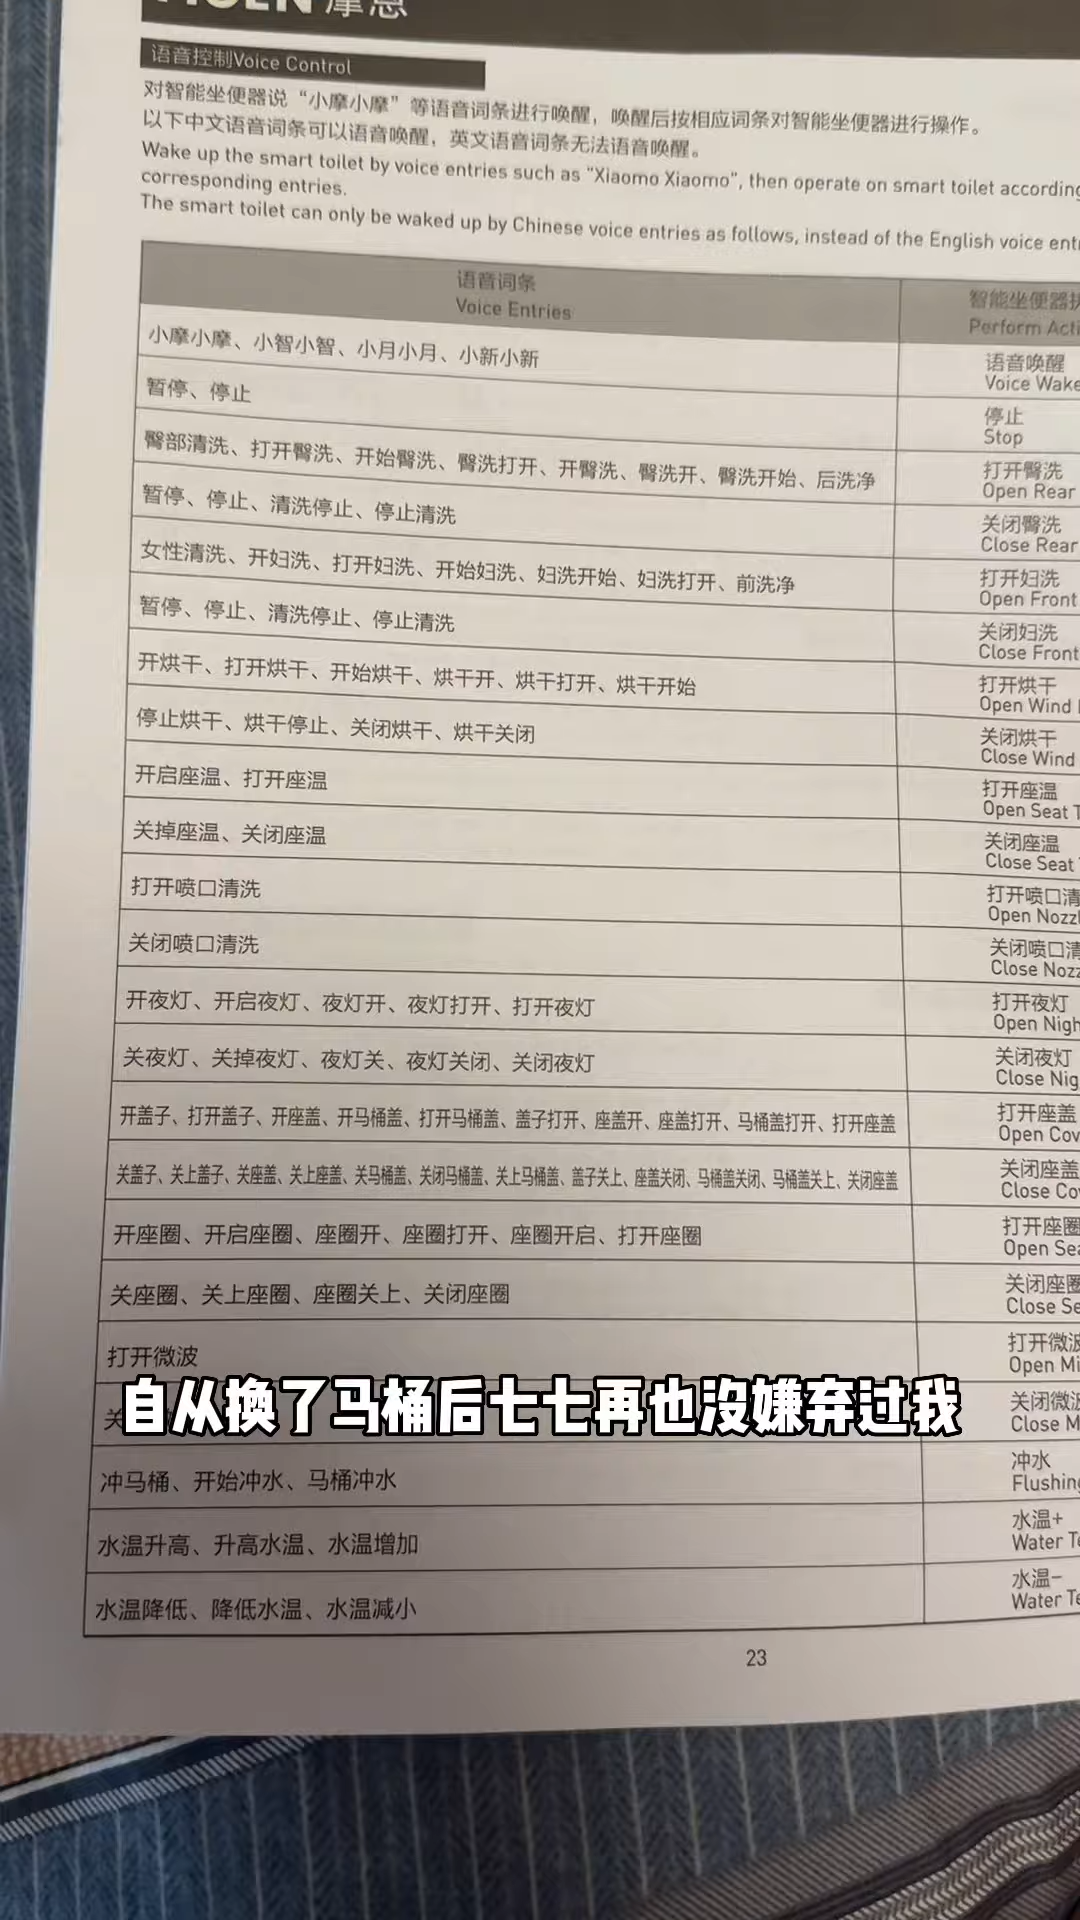 摩恩
语音控制Voice Control
对智能坐便器说“小摩小摩”等语音词条进行唤醒，唤醒后按相应词条对智能坐便器进行操作。
以下中文语音词条可以语音唤醒，英文语音词条无法语音唤醒。
Wake up the smart toilet by voice entries such as "Xiaomo Xiaomo", then operate on smart toilet according
corresponding entries.
The smart toilet can only be waked up by Chinese voice entries as follows, instead of the English voice
语音词条
Voice Entries
智能坐便器
Perform
小摩小摩、小智小智、小月小月、小新小新
语音唤醒
Voice Wake
暂停、停止
停止
Stop
臀部清洗、打开臀洗、开始臀洗、臀洗打开、开臀洗、臀洗开、臀洗开始、后洗净
打开臀洗
Open Rear
暂停、停止、清洗停止、停止清洗
关闭臀洗
Close Rear
女性清洗、开妇洗、打开妇洗、开始妇洗、妇洗开始、妇洗打开、前洗净
打开妇洗
Open Front
暂停、停止、清洗停止、停止清洗
关闭妇洗
Close Front
开烘干、打开烘干、开始烘干、烘干开、烘干打开、烘干开始
打开烘干
Open Wind
停止烘干、烘干停止、关闭烘干、烘干关闭
关闭烘干
Close Wind
开启座温、打开座温
打开座温
Open Seat
关掉座温、关闭座温
关闭座温
Close Seat
打开喷口清洗
打开喷口清
Open
关闭喷口清洗
关闭喷口清
Close
开夜灯、开启夜灯、夜灯开、夜灯打开、打开夜灯
打开夜灯
Open
关夜灯、关掉夜灯、夜灯关、夜灯关闭、关闭夜灯
关闭夜灯
Close
开盖子、打开盖子、开座盖、开马桶盖、打开马桶盖、盖子打开、座盖开、座盖打开、马桶盖打开、打开座盖
打开座盖
Open
关盖子、关上盖子、关座盖、关上座盖、关马桶盖、关闭马桶盖、关上马桶盖、盖子关上、座盖关闭、马桶盖关闭、马桶盖关上、关闭座盖
关闭座盖
Close
开座圈、开启座圈、座圈开、座圈打开、座圈开启、打开座圈
打开座圈
Open
关座圈、关上座圈、座圈关上、关闭座圈
关闭座圈
Close
打开微波
打开微波
Open
自从换了马桶后七七再也没嫌弃过我
关
关闭微波
Close
冲马桶、开始冲水、马桶冲水
冲水
Flushing
水温升高、升高水温、水温增加
水温+
Water
水温降低、降低水温、水温减小
水温-
Water
23